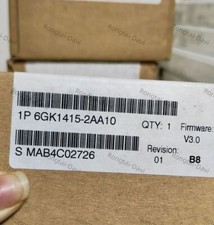 1P 6GK1415-2AA10
QTY: 1
Firmware:
V3.0
Revision:
01
B8
S MAB4C02726